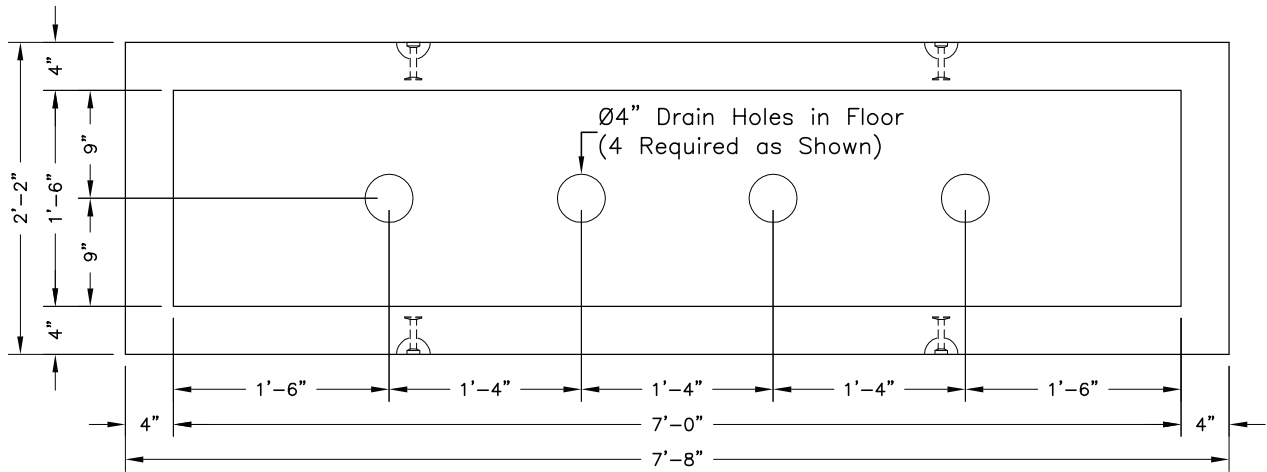 4”
9”
1’-6”
2’-2”
9”
4”
Ø4” Drain Holes in Floor
(4 Required as Shown)
1’-6” 1’-4” 1’-4” 1’-4” 1’-6”
4” 7’-0” 4”
7’-8”